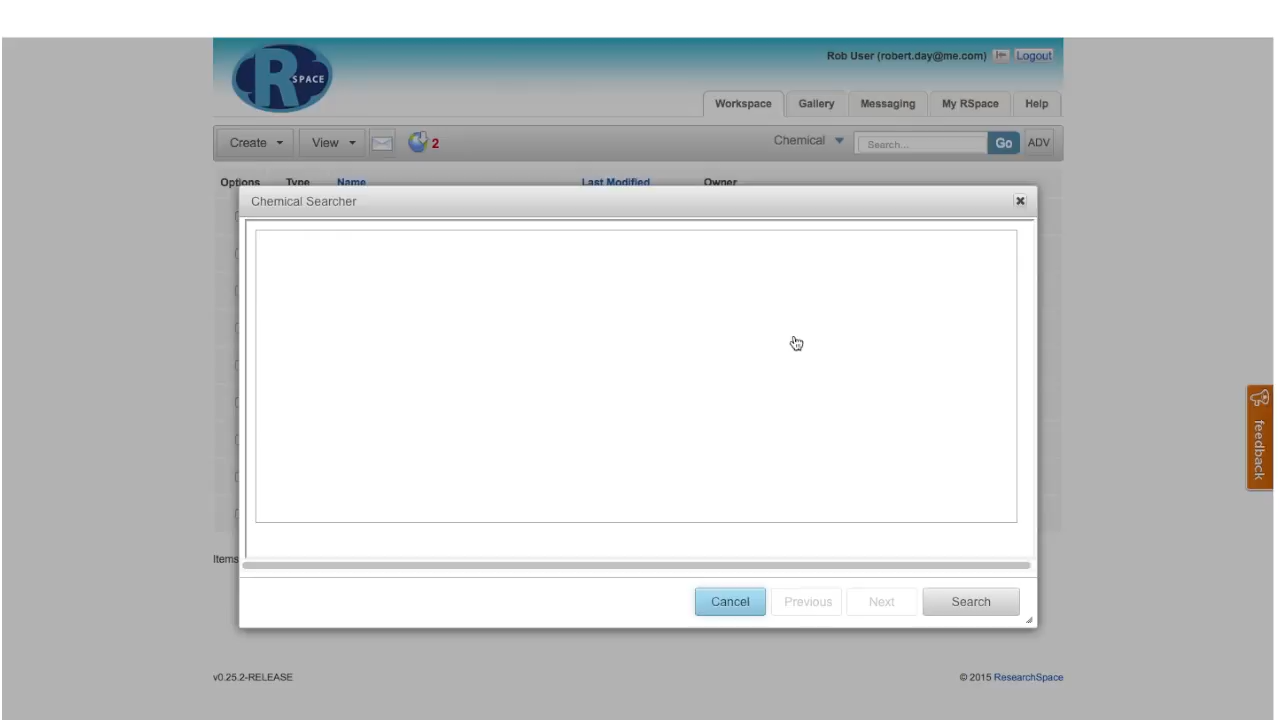 R SPACE
Rob User (robert.day@me.com) Logout
Workspace Gallery Messaging My RSpace Help
Create View 2 Chemical Search... Go ADV
Options Type Name Last Modified Owner
Chemical Searcher
feedback
Items
Cancel Previous Next Search
v0.25.2-RELEASE © 2015 ResearchSpace